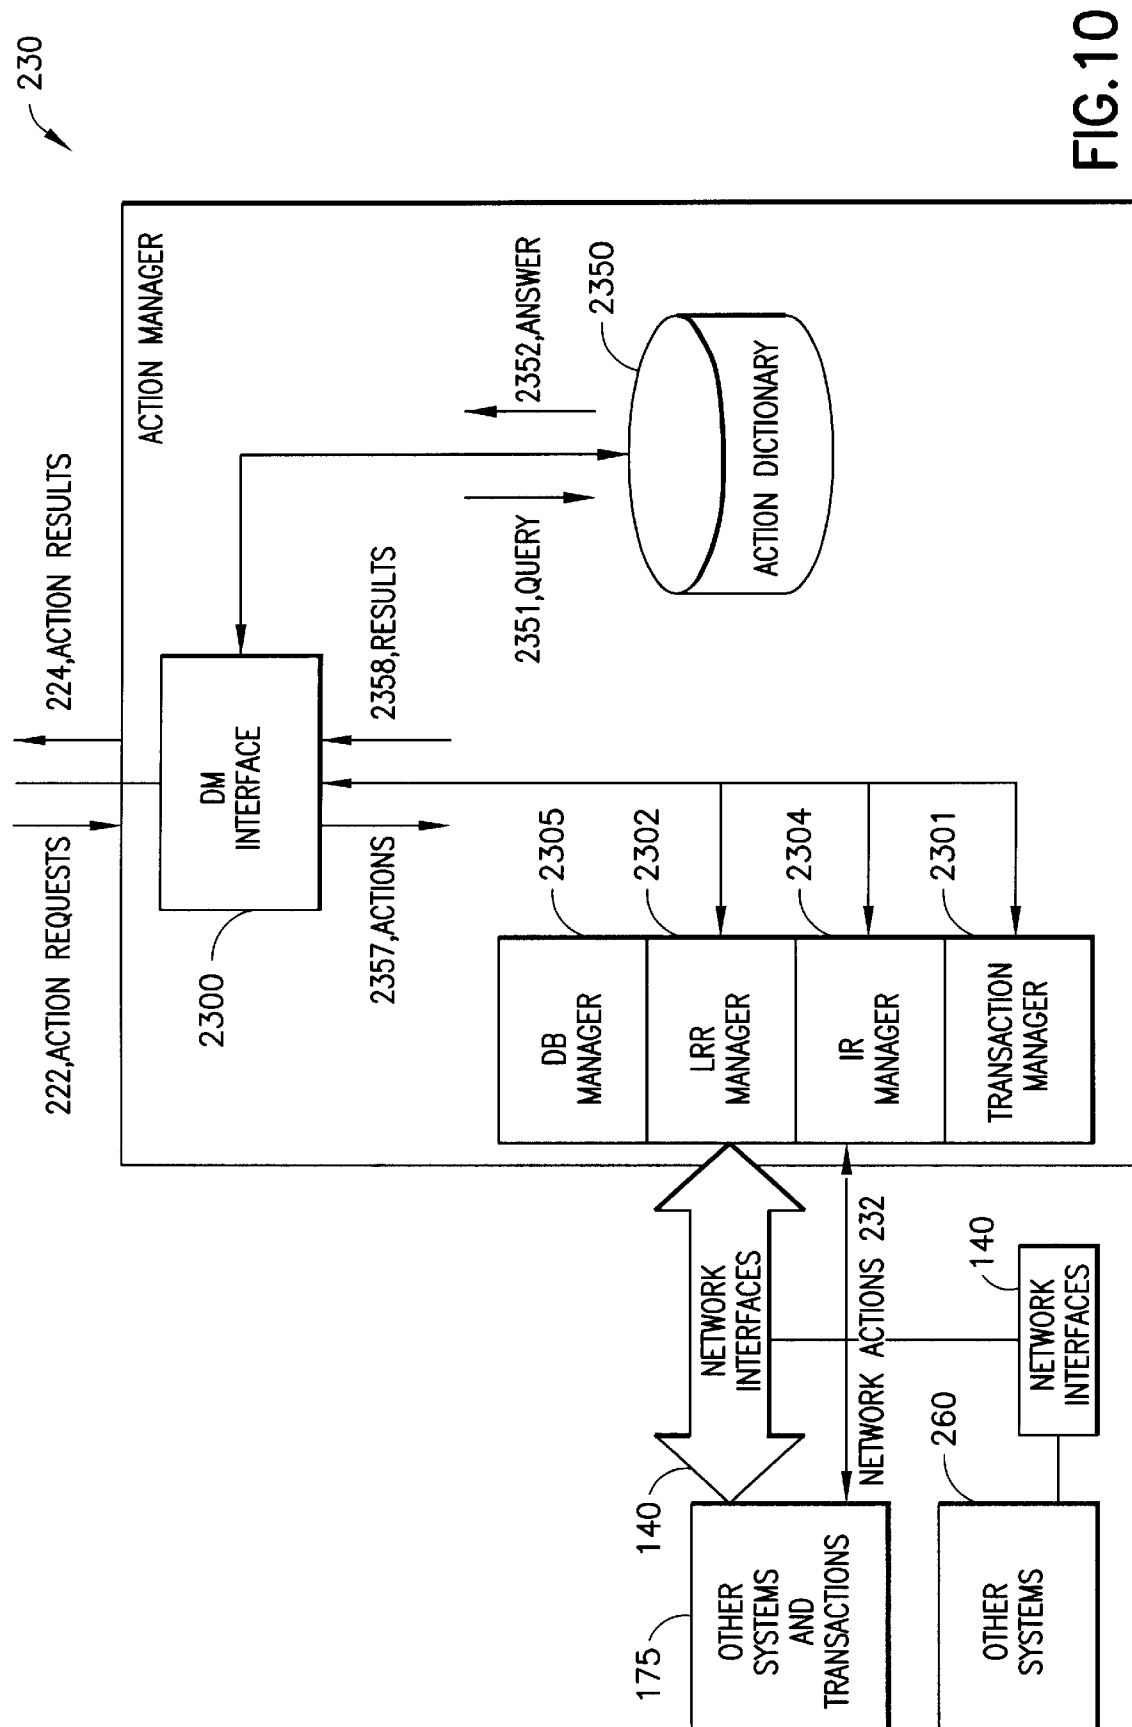 230
222,ACTION REQUESTS
224,ACTION RESULTS
ACTION MANAGER
2300
DM
INTERFACE
2357,ACTIONS
2358,RESULTS
2351,QUERY
2352,ANSWER
2350
ACTION DICTIONARY
DB
MANAGER
2305
LRR
MANAGER
2302
IR
MANAGER
2304
TRANSACTION
MANAGER
2301
140
NETWORK
INTERFACES
NETWORK ACTIONS 232
175
OTHER
SYSTEMS
AND
TRANSACTIONS
OTHER
SYSTEMS
260
NETWORK
INTERFACES
140
FIG.10